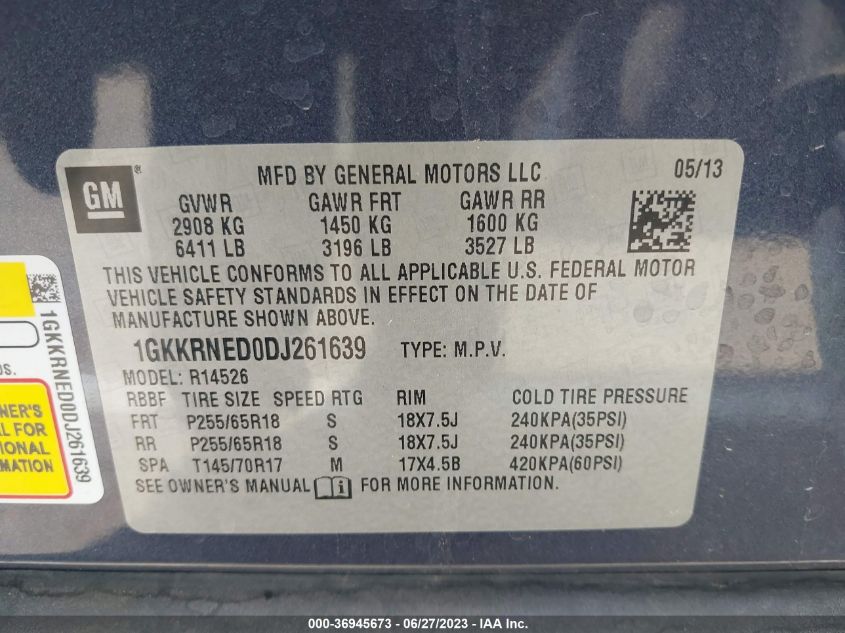 GM
MFD BY GENERAL MOTORS LLC 05/13
GVWR GAWR FRT GAWR RR
2908 KG 1450 KG 1600 KG
6411 LB 3196 LB 3527 LB
THIS VEHICLE CONFORMS TO ALL APPLICABLE U.S. FEDERAL MOTOR
VEHICLE SAFETY STANDARDS IN EFFECT ON THE DATE OF
MANUFACTURE SHOWN ABOVE.
1GKKRNED0DJ261639 TYPE: M.P.V.
MODEL: R14526
RBBF TIRE SIZE SPEED RTG RIM COLD TIRE PRESSURE
FRT P255/65R18 S 18X7.5J 240KPA(35PSI)
RR P255/65R18 S 18X7.5J 240KPA(35PSI)
SPA T145/70R17 M 17X4.5B 420KPA(60PSI)
SEE OWNER'S MANUAL i FOR MORE INFORMATION.
1GKKRNED0DJ261639
000-36945673 - 06/27/2023 - IAA Inc.